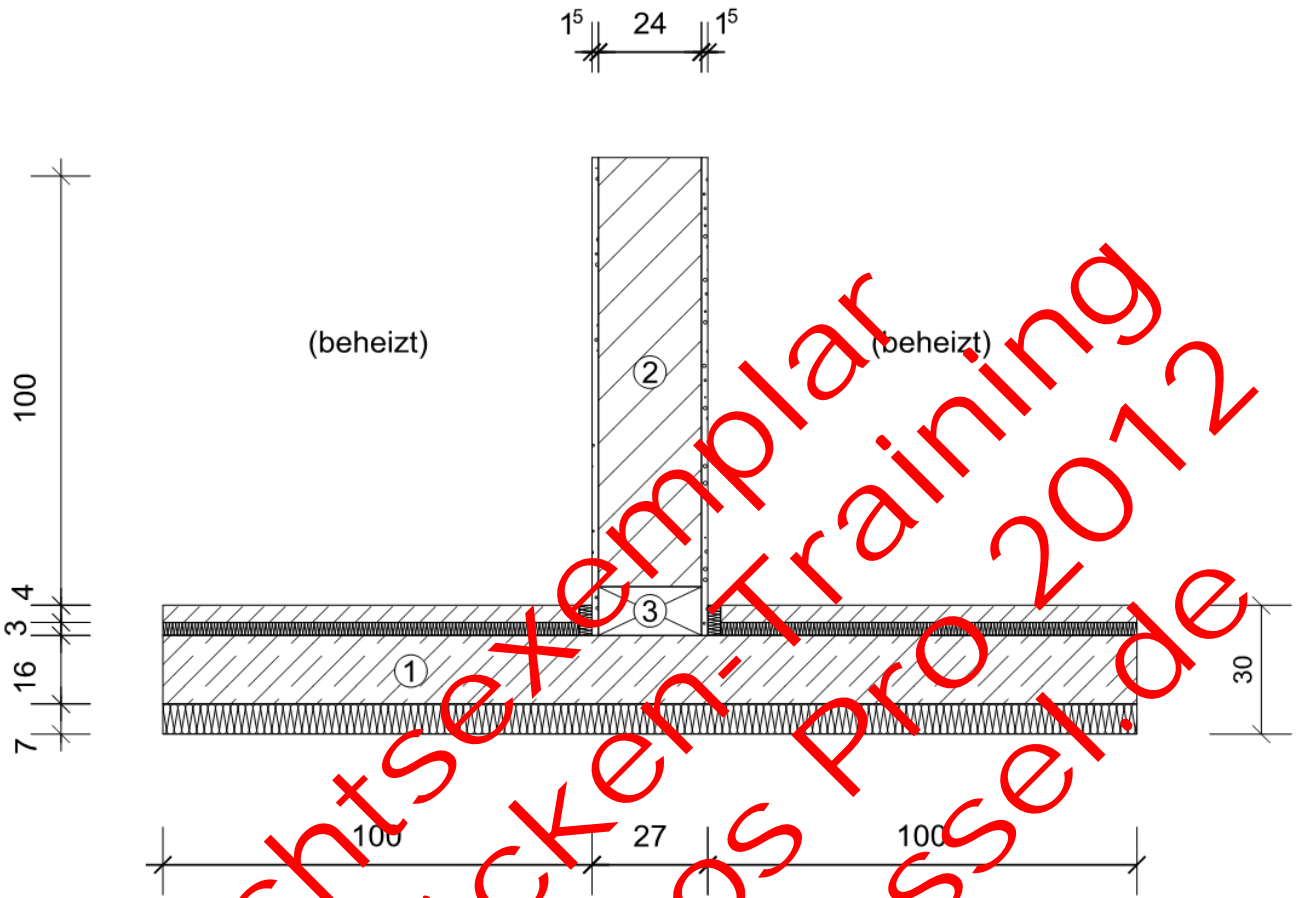 1⁵ 24 1⁵
(beheizt) (beheizt)
2
100
4
3
3
1
16
30
7
100 27 100
chtsexemplar
cken-Training
os Pro 2012
ssel.de